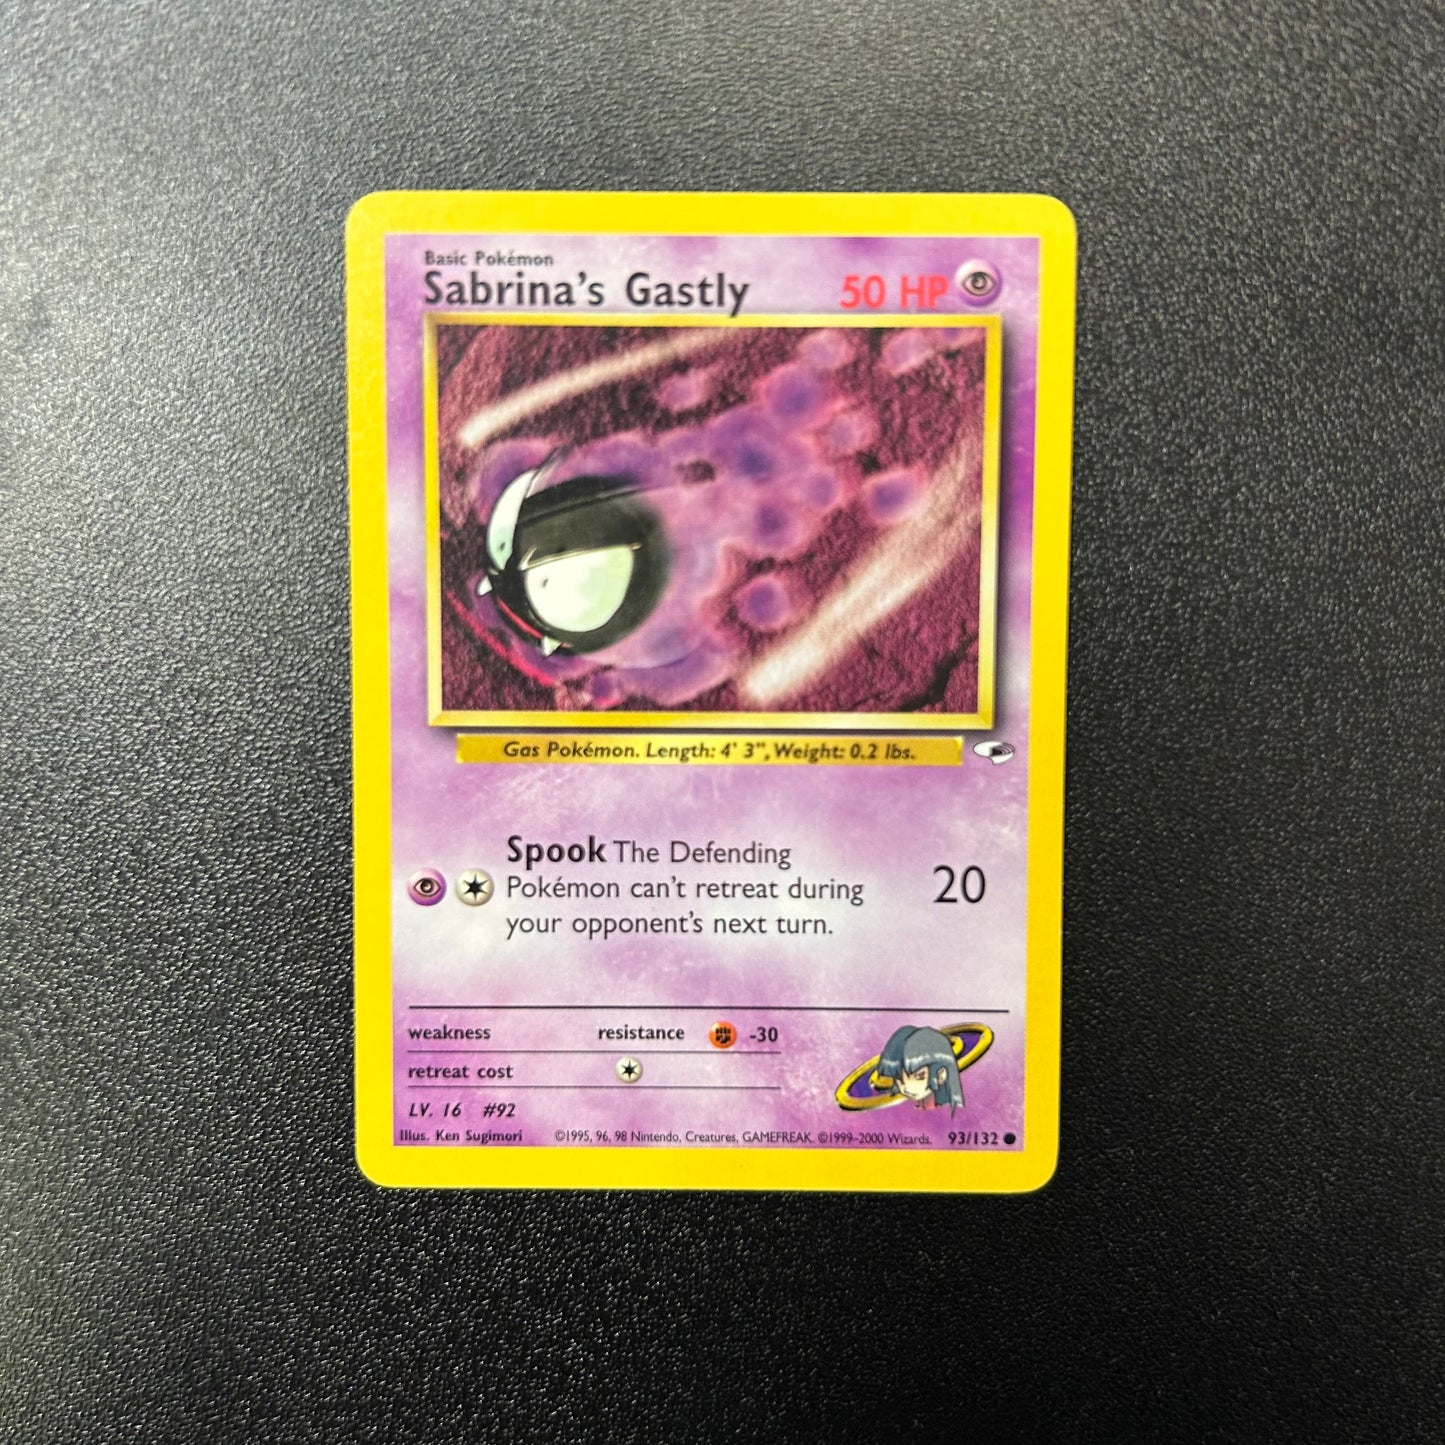 Basic Pokémon
Sabrina's Gastly 50 HP
Gas Pokémon. Length: 4' 3", Weight: 0.2 lbs.
Spook The Defending
Pokémon can't retreat during
your opponent's next turn.
20
weakness resistance -30
retreat cost
LV. 16 #92
Illus. Ken Sugimori ©1995, 96, 98 Nintendo, Creatures, GAMEFREAK. ©1999-2000 Wizards. 93/132